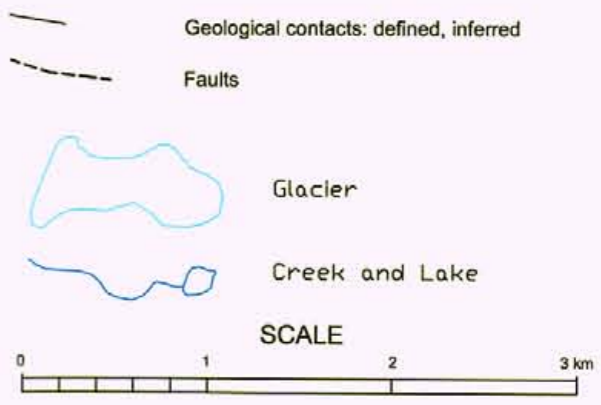 Geological contacts: defined, inferred
Faults
Glacier
Creek and Lake
SCALE
0 1 2 3 km